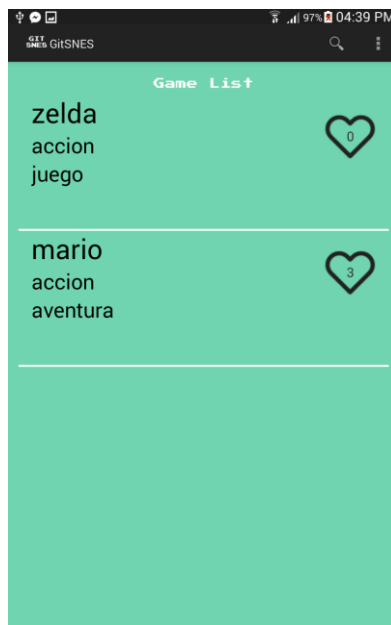 97% 04:39 PM
GIT
SNES GitSNES
Game List
zelda
0
accion
juego
mario
3
accion
aventura